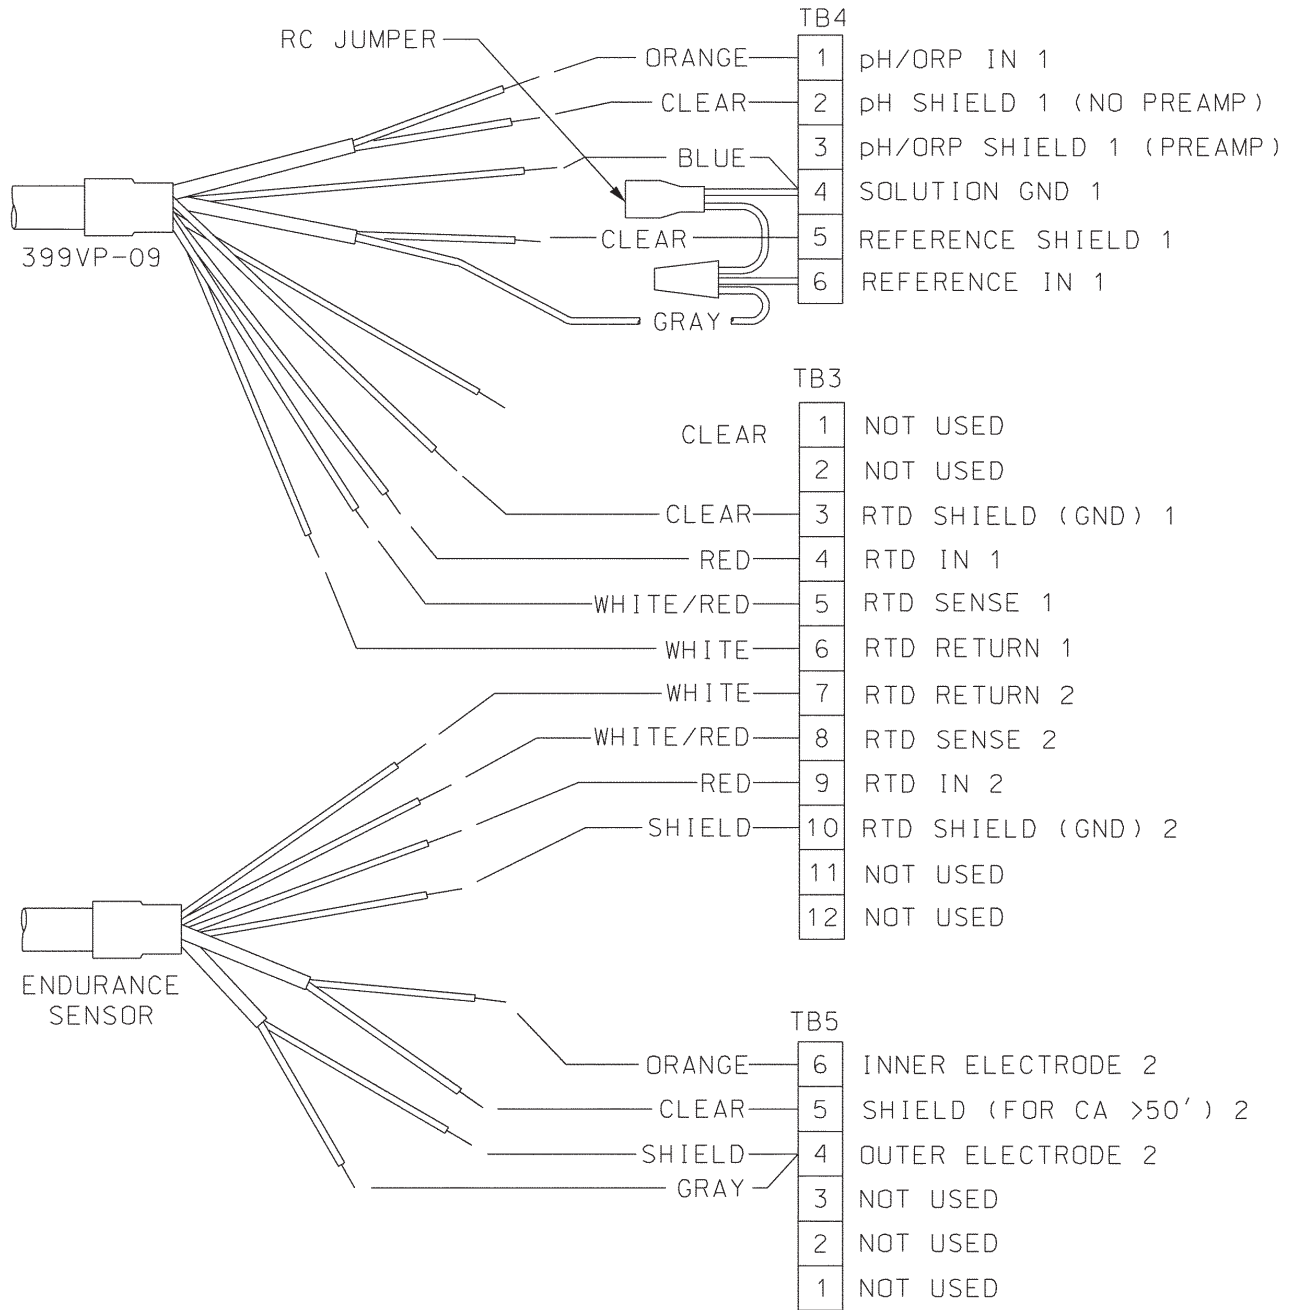 TB4
RC JUMPER
ORANGE 1 pH/ORP IN 1
CLEAR 2 pH SHIELD 1 (NO PREAMP)
3 pH/ORP SHIELD 1 (PREAMP)
BLUE
4 SOLUTION GND 1
CLEAR 5 REFERENCE SHIELD 1
399VP-09
6 REFERENCE IN 1
GRAY
TB3
CLEAR 1 NOT USED
2 NOT USED
CLEAR 3 RTD SHIELD (GND) 1
RED 4 RTD IN 1
WHITE/RED 5 RTD SENSE 1
WHITE 6 RTD RETURN 1
WHITE 7 RTD RETURN 2
WHITE/RED 8 RTD SENSE 2
RED 9 RTD IN 2
SHIELD 10 RTD SHIELD (GND) 2
11 NOT USED
12 NOT USED
ENDURANCE
SENSOR
TB5
ORANGE 6 INNER ELECTRODE 2
CLEAR 5 SHIELD (FOR CA >50') 2
SHIELD 4 OUTER ELECTRODE 2
GRAY
3 NOT USED
2 NOT USED
1 NOT USED